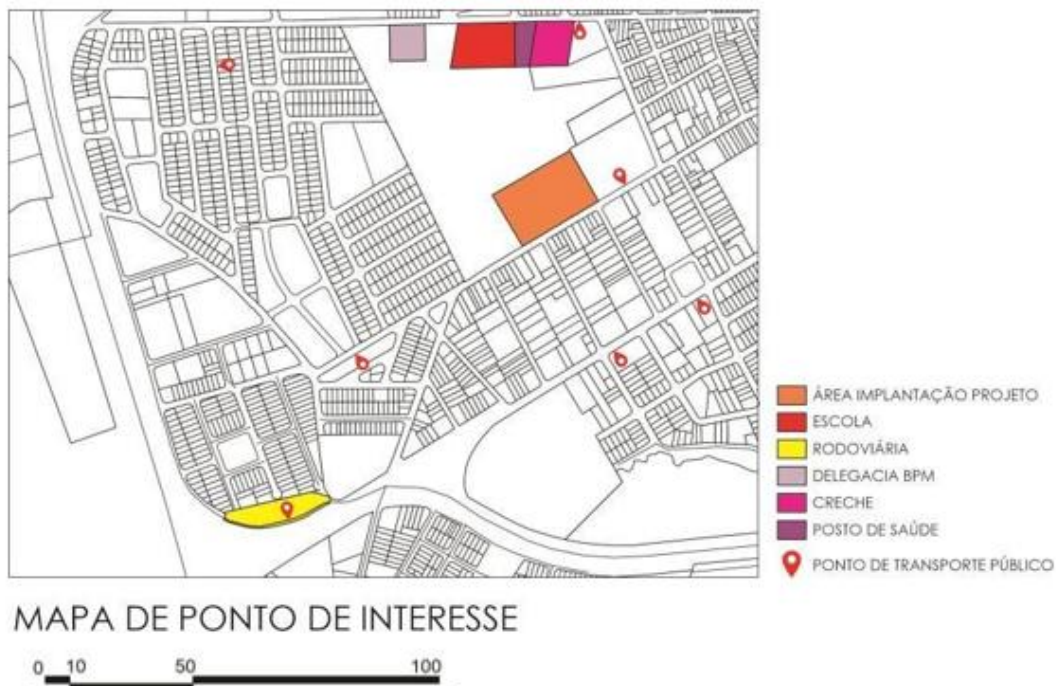 ÁREA IMPLANTAÇÃO PROJETO
ESCOLA
RODOVIÁRIA
DELEGACIA BPM
CRECHE
POSTO DE SAÚDE
PONTO DE TRANSPORTE PÚBLICO
MAPA DE PONTO DE INTERESSE
0 10 50 100